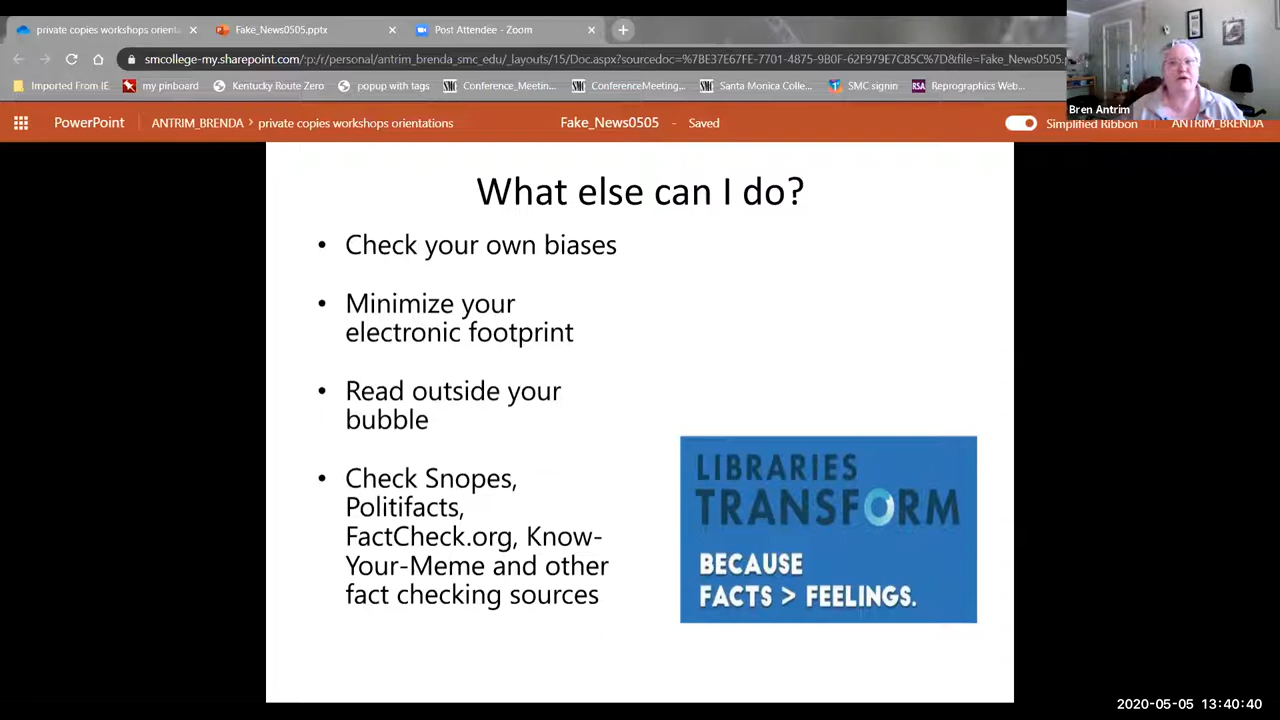 private copies workshops orienta
Fake_News0505.pptx
Post Attendee - Zoom
smcollege-my.sharepoint.com/:p:/r/personal/antrim_brenda_smc_edu/_layouts/15/Doc.aspx?sourcedoc=%7BE37E67FE-7701-4875-9B0F-62F979E7C85C%7D&file=Fake_News0505.
Imported From IE
my pinboard
Kentucky Route Zero
popup with tags
Conference_Meetin...
ConferenceMeeting...
Santa Monica Colle...
SMC signin
Reprographics Web...
Bren Antrim
PowerPoint
ANTRIM_BRENDA > private copies workshops orientations
Fake_News0505 - Saved
Simplified Ribbon
ANTRIM_BRENDA
What else can I do?
• Check your own biases
• Minimize your
electronic footprint
• Read outside your
bubble
• Check Snopes,
Politifacts,
FactCheck.org, Know-
Your-Meme and other
fact checking sources
LIBRARIES
TRANSFORM
BECAUSE
FACTS > FEELINGS.
2020-05-05 13:40:40